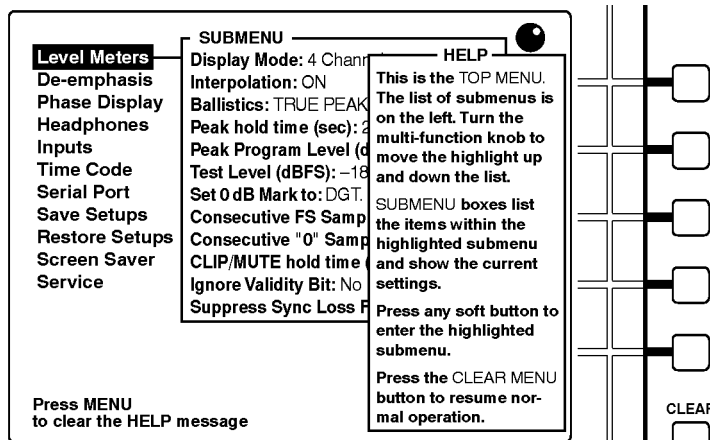 Level Meters
De-emphasis
Phase Display
Headphones
Inputs
Time Code
Serial Port
Save Setups
Restore Setups
Screen Saver
Service
SUBMENU
Display Mode: 4 Chann
Interpolation: ON
Ballistics: TRUE PEAK
Peak hold time (sec): 2
Peak Program Level (d
Test Level (dBFS): –18
Set 0 dB Mark to: DGT.
Consecutive FS Samp
Consecutive "0" Samp
CLIP/MUTE hold time (
Ignore Validity Bit: No
Suppress Sync Loss F
HELP
This is the TOP MENU.
The list of submenus is
on the left. Turn the
multi-function knob to
move the highlight up
and down the list.
SUBMENU boxes list
the items within the
highlighted submenu
and show the current
settings.
Press any soft button to
enter the highlighted
submenu.
Press the CLEAR MENU
button to resume nor-
mal operation.
Press MENU
to clear the HELP message
CLEAR